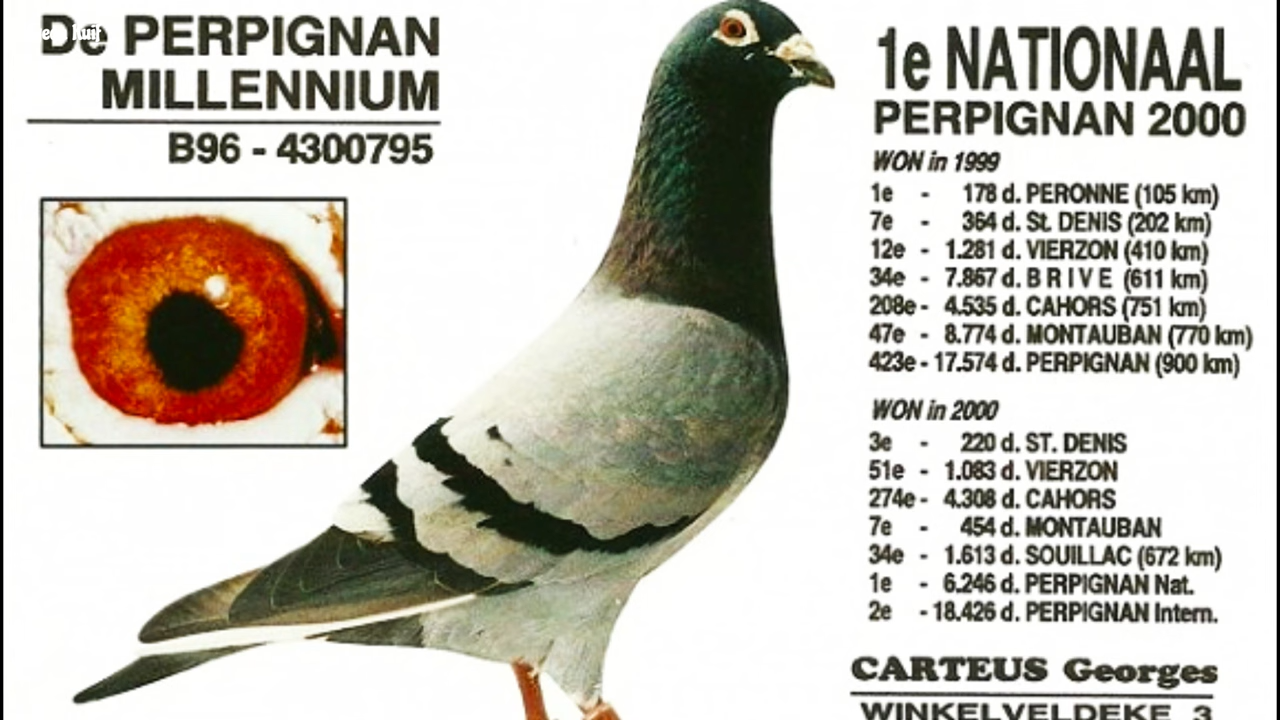 De PERPIGNAN
MILLENNIUM
B96 - 4300795
1e NATIONAAL
PERPIGNAN 2000
WON in 1999
1e - 178 d. PERONNE (105 km)
7e - 364 d. St. DENIS (202 km)
12e - 1.281 d. VIERZON (410 km)
34e - 7.867 d. BRIVE (611 km)
208e - 4.535 d. CAHORS (751 km)
47e - 8.774 d. MONTAUBAN (770 km)
423e - 17.574 d. PERPIGNAN (900 km)
WON in 2000
3e - 220 d. ST. DENIS
51e - 1.083 d. VIERZON
274e - 4.308 d. CAHORS
7e - 454 d. MONTAUBAN
34e - 1.613 d. SOUILLAC (672 km)
1e - 6.246 d. PERPIGNAN Nat.
2e - 18.426 d. PERPIGNAN Intern.
CARTEUS Georges
WINKELVELDEKE 3